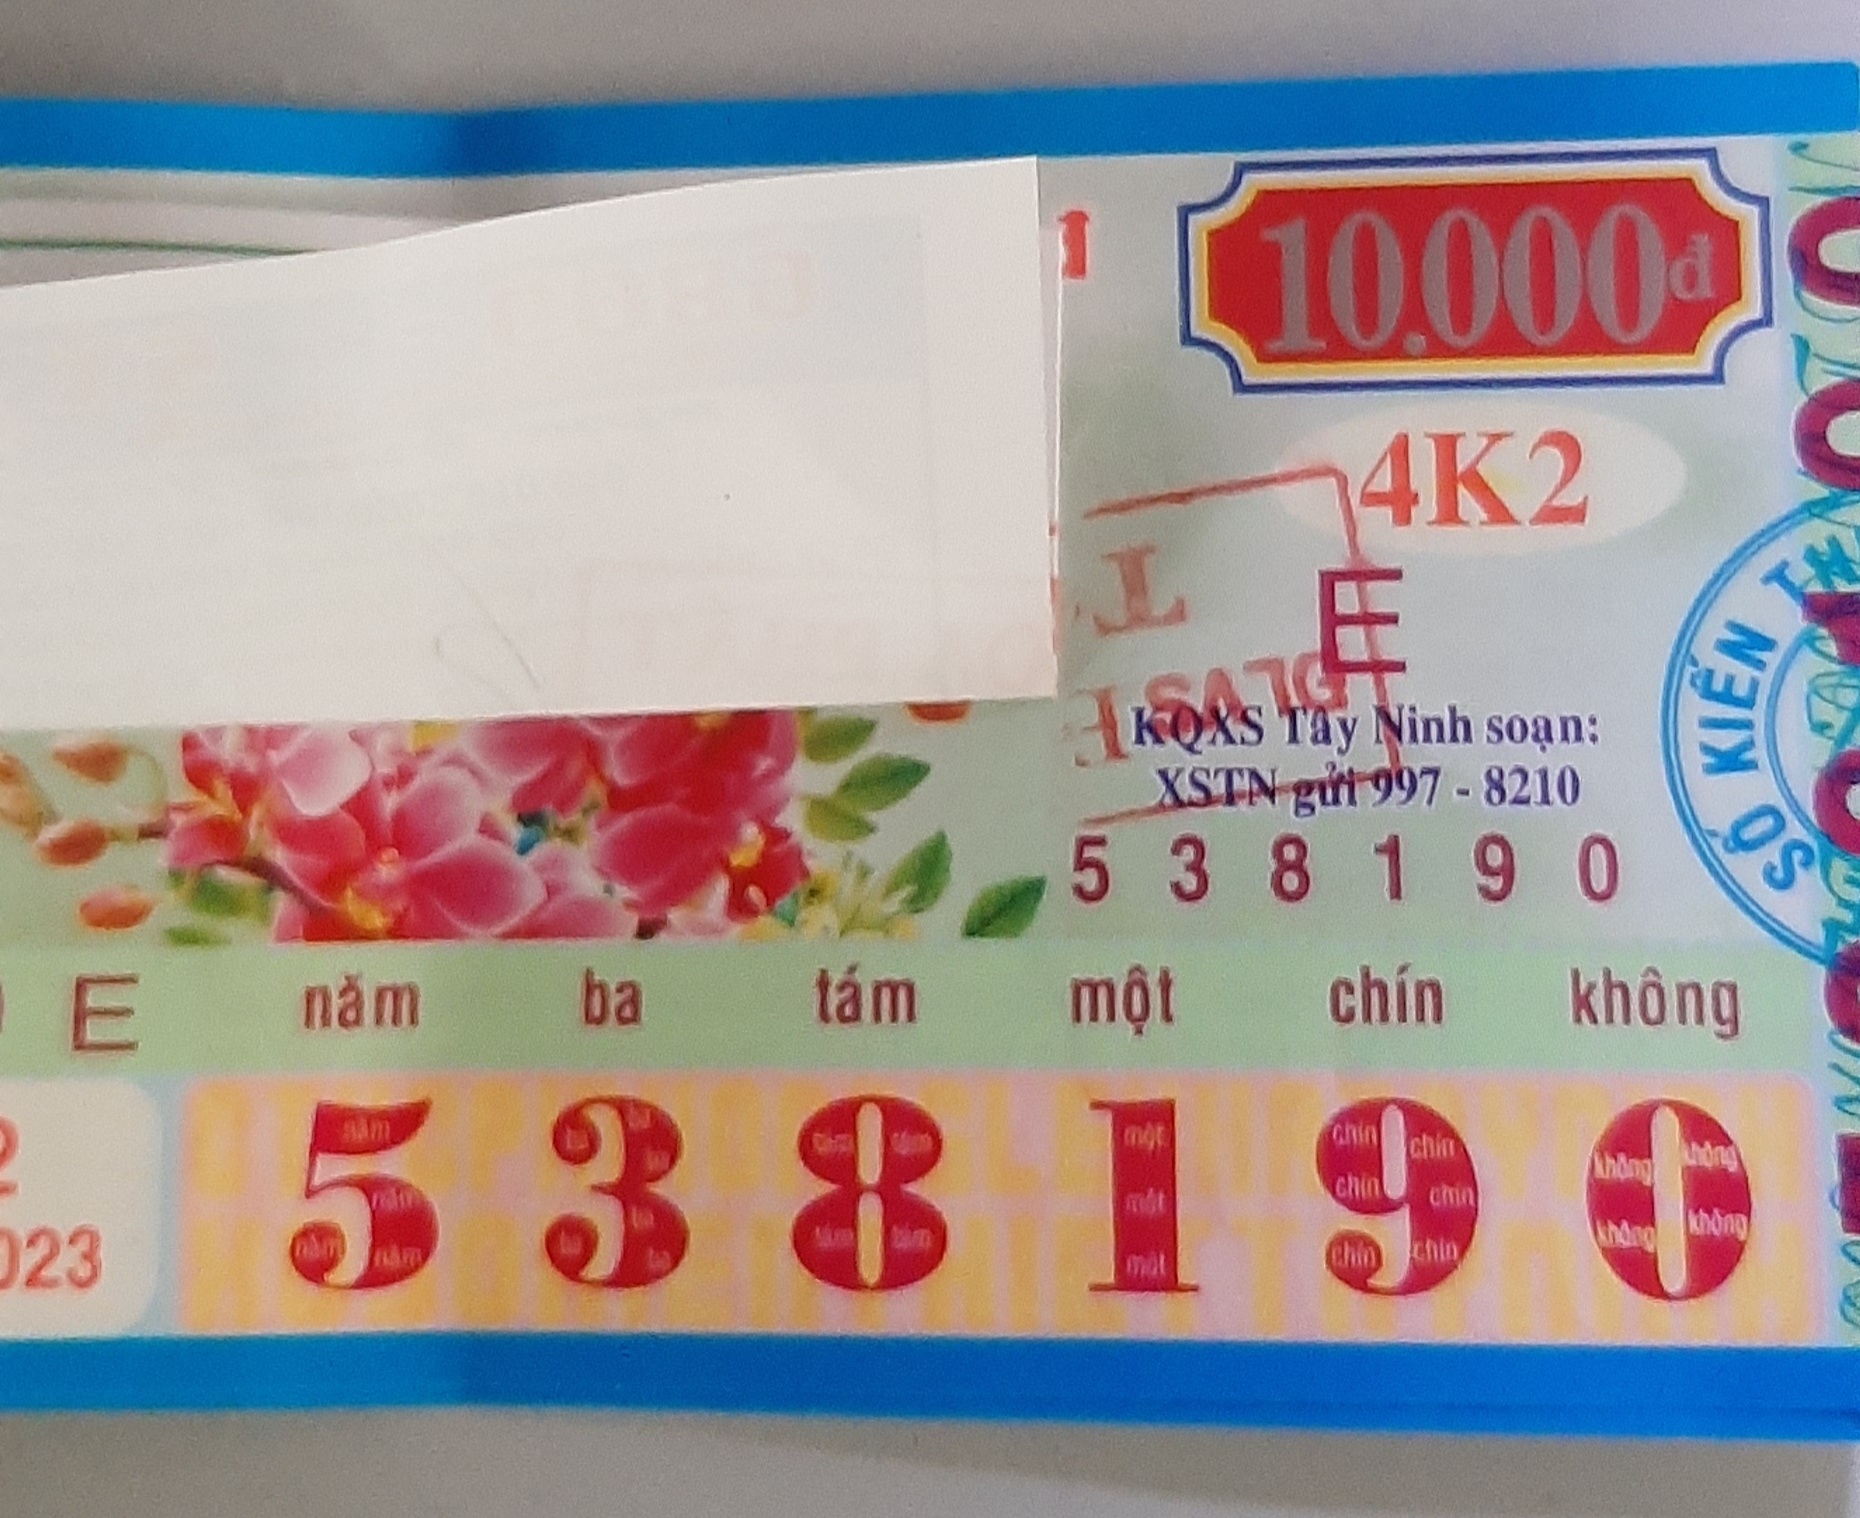 10.000đ
4K2
E
KQXS Tây Ninh soạn:
XSTN gửi 997 - 8210
5 3 8 1 9 0
SỐ KIẾN
E năm ba tám một chín không
023
5 3 8 1 9 0